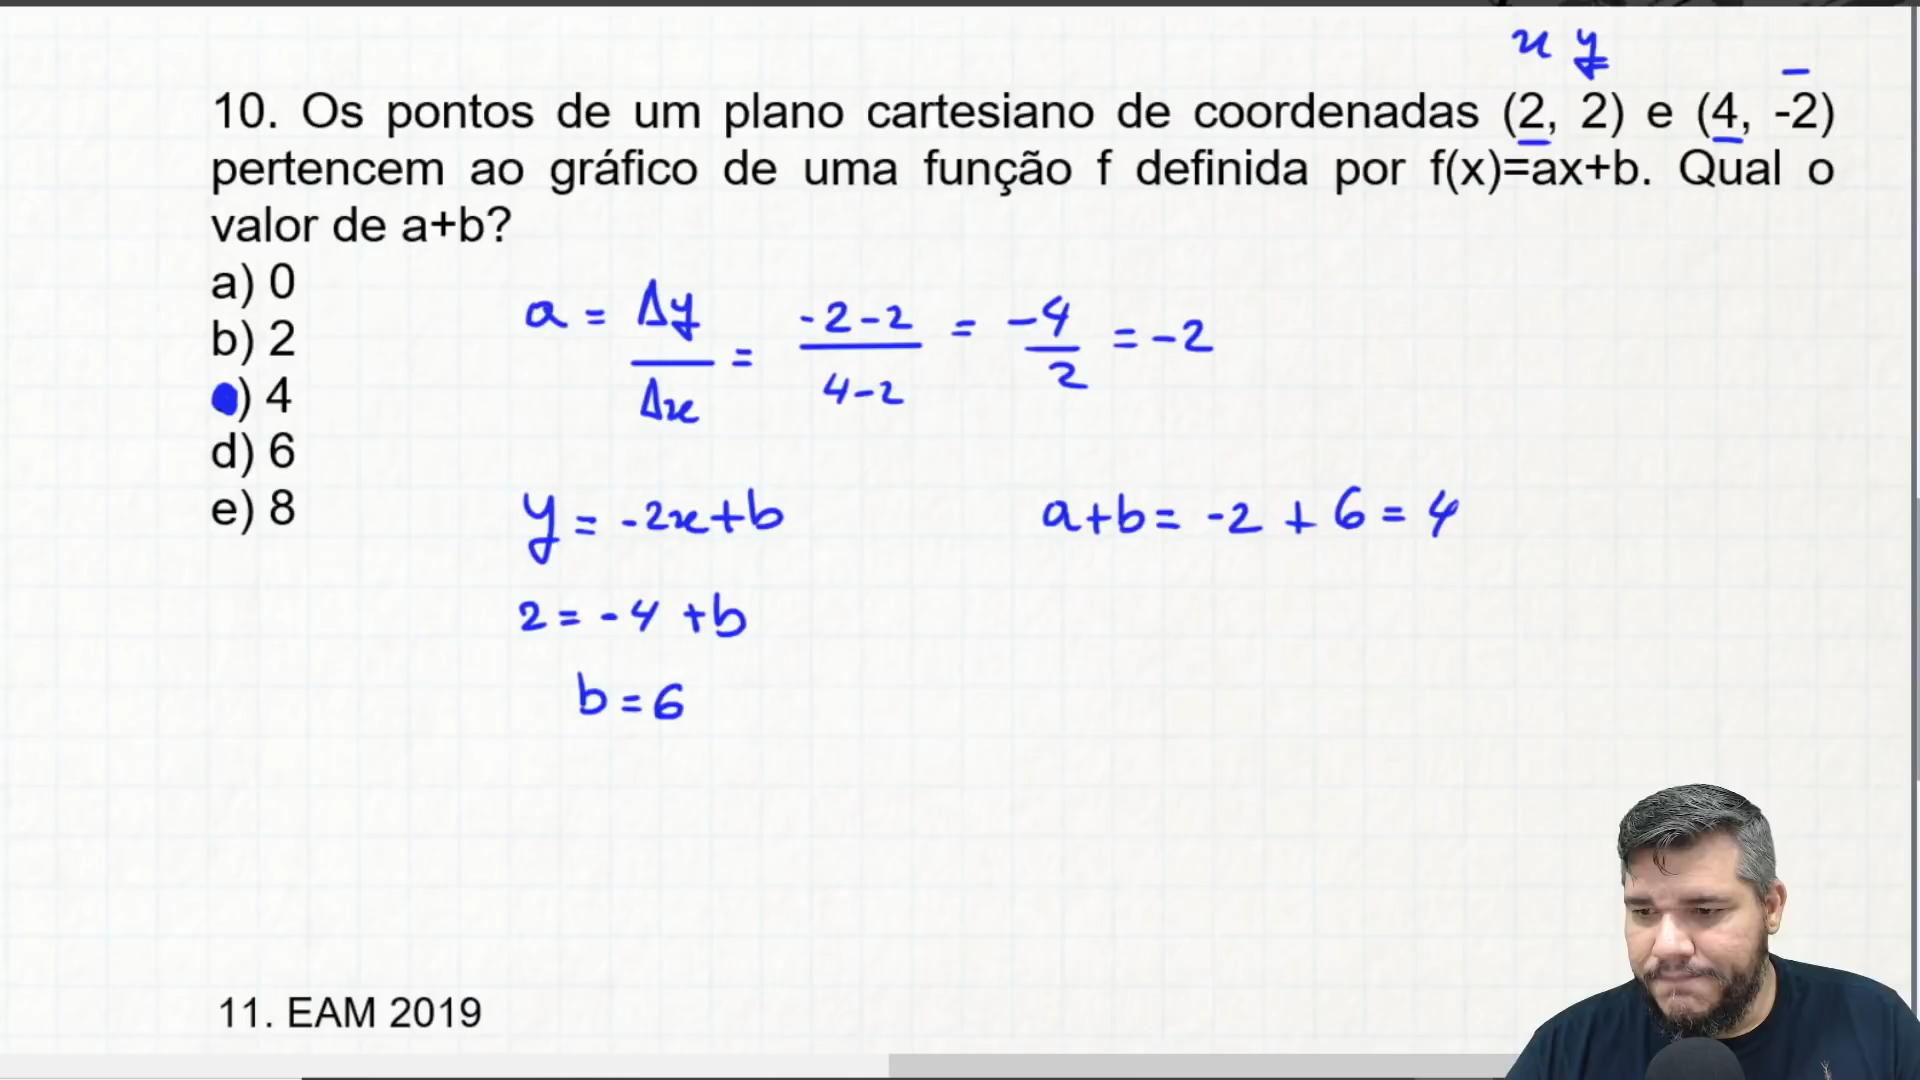 x y
10. Os pontos de um plano cartesiano de coordenadas (2, 2) e (4, -2)
pertencem ao gráfico de uma função f definida por f(x)=ax+b. Qual o
valor de a+b?
a) 0
b) 2
) 4
d) 6
e) 8
a = Δy/Δx = -2-2/4-2 = -4/2 = -2
y = -2x+b
2 = -4 +b
b = 6
a+b = -2 + 6 = 4
11. EAM 2019